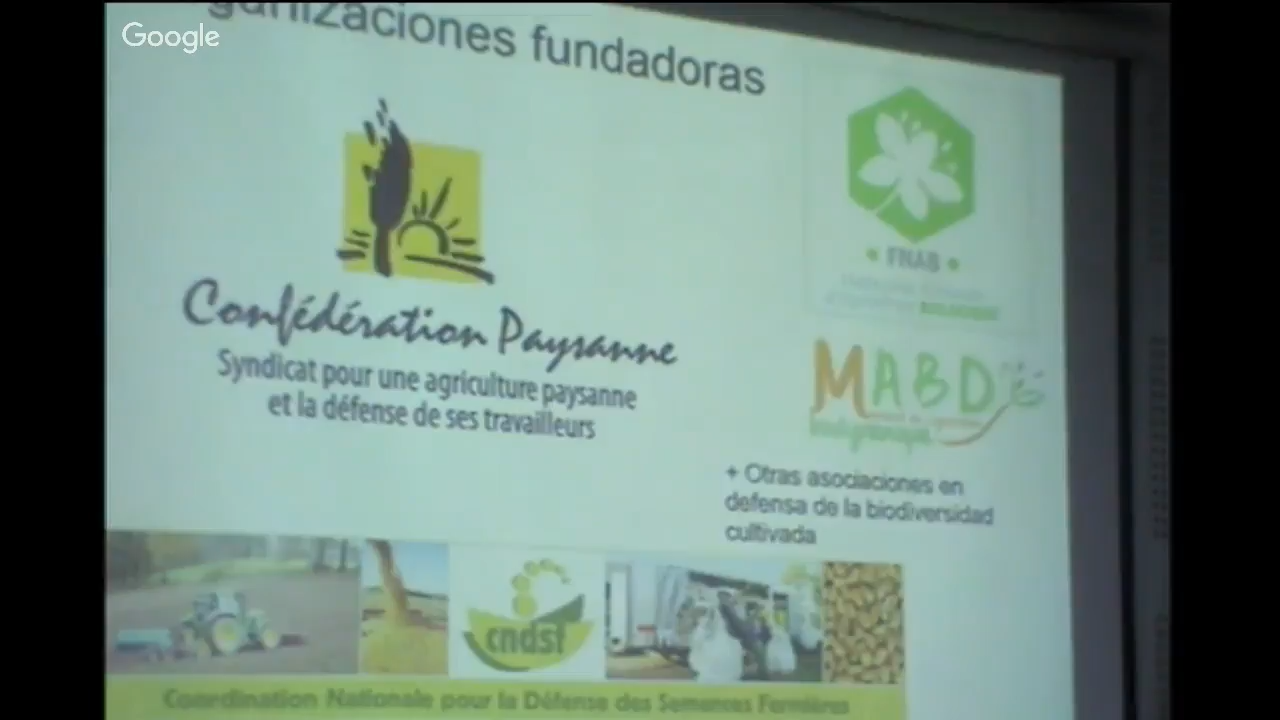 Google
ganizaciones fundadoras
Confédération Paysanne
Syndicat pour une agriculture paysanne
et la défense de ses travailleurs
• FNAB •
MABD
+ Otras asociaciones en
defensa de la biodiversidad
cultivada
cndsf
Coordination Nationale pour la Défense des Semences Fermières